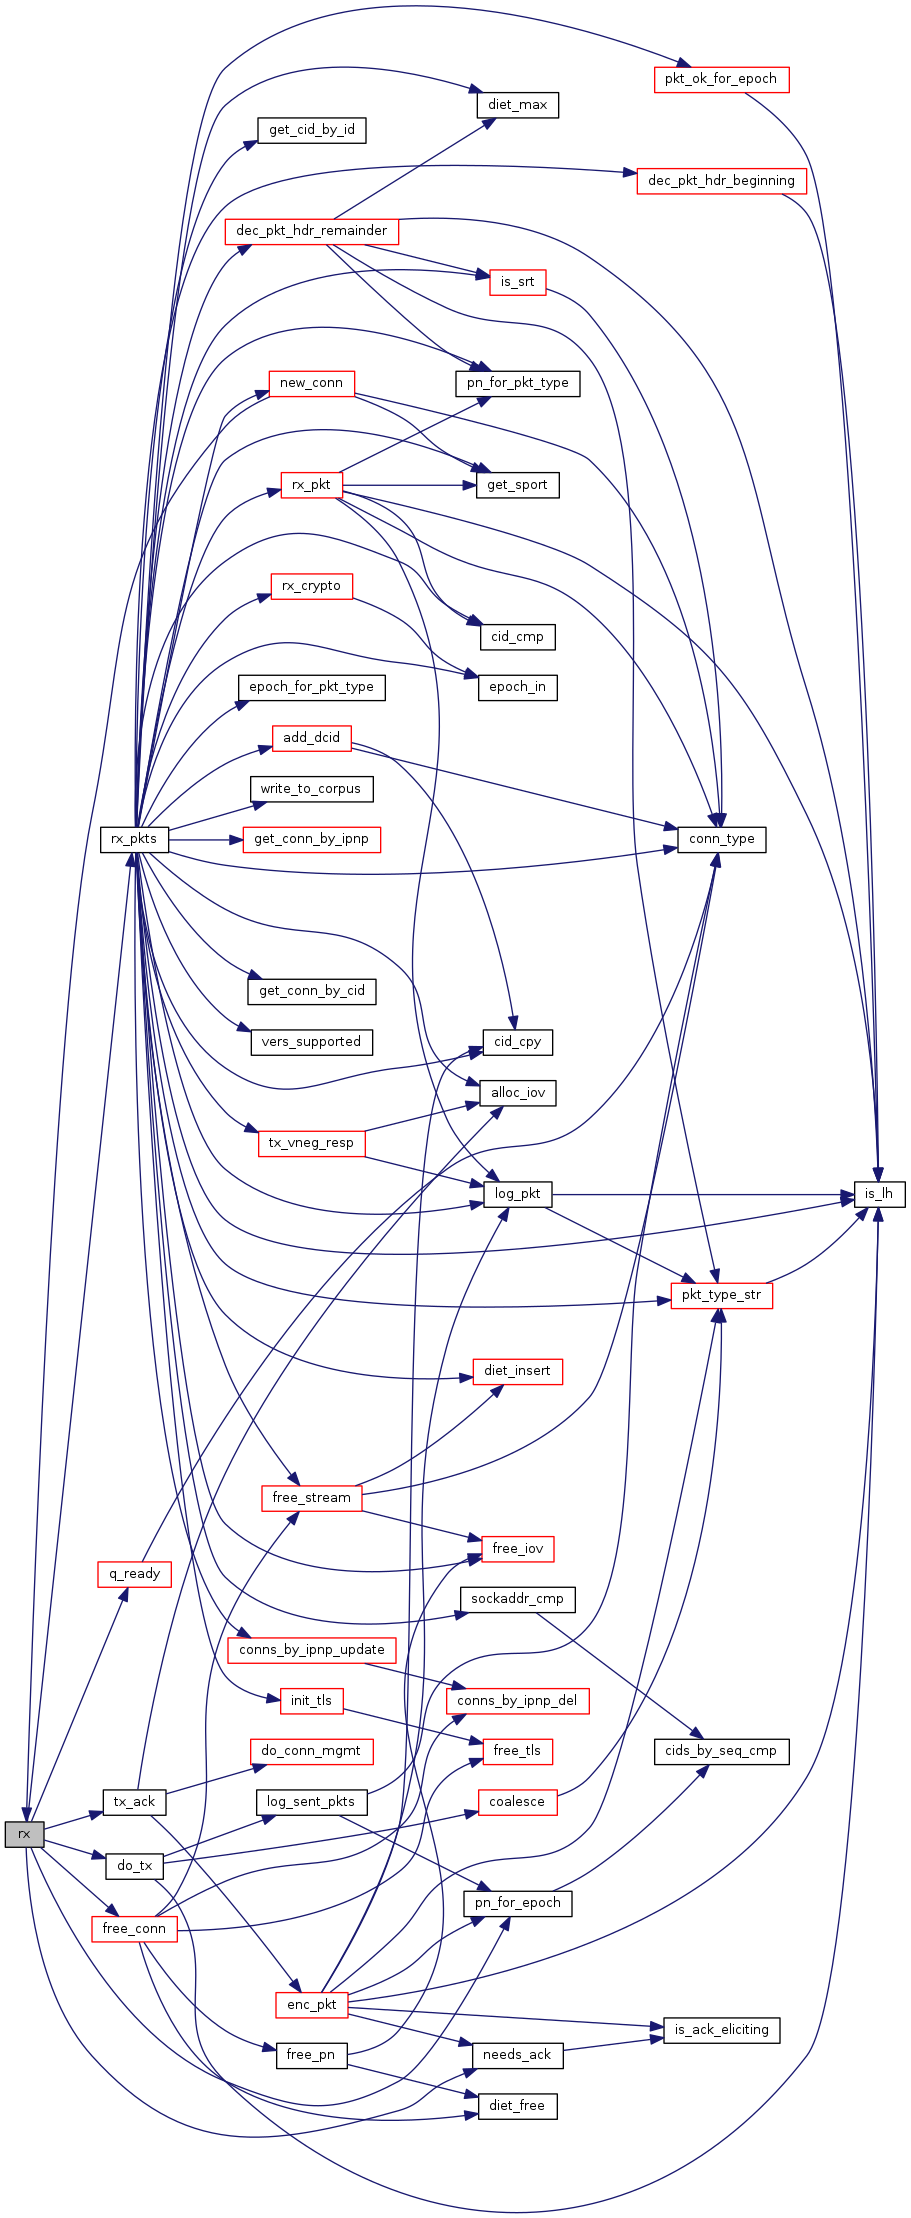 pkt_ok_for_epoch
diet_max
get_cid_by_id
dec_pkt_hdr_beginning
dec_pkt_hdr_remainder
is_srt
new_conn
pn_for_pkt_type
rx_pkt
get_sport
rx_crypto
cid_cmp
epoch_for_pkt_type
epoch_in
add_dcid
write_to_corpus
rx_pkts
get_conn_by_ipnp
conn_type
get_conn_by_cid
vers_supported
cid_cpy
alloc_iov
tx_vneg_resp
log_pkt
is_lh
pkt_type_str
diet_insert
free_stream
free_iov
q_ready
sockaddr_cmp
conns_by_ipnp_update
init_tls
conns_by_ipnp_del
do_conn_mgmt
free_tls
cids_by_seq_cmp
tx_ack
log_sent_pkts
coalesce
rx
do_tx
free_conn
pn_for_epoch
enc_pkt
is_ack_eliciting
free_pn
needs_ack
diet_free